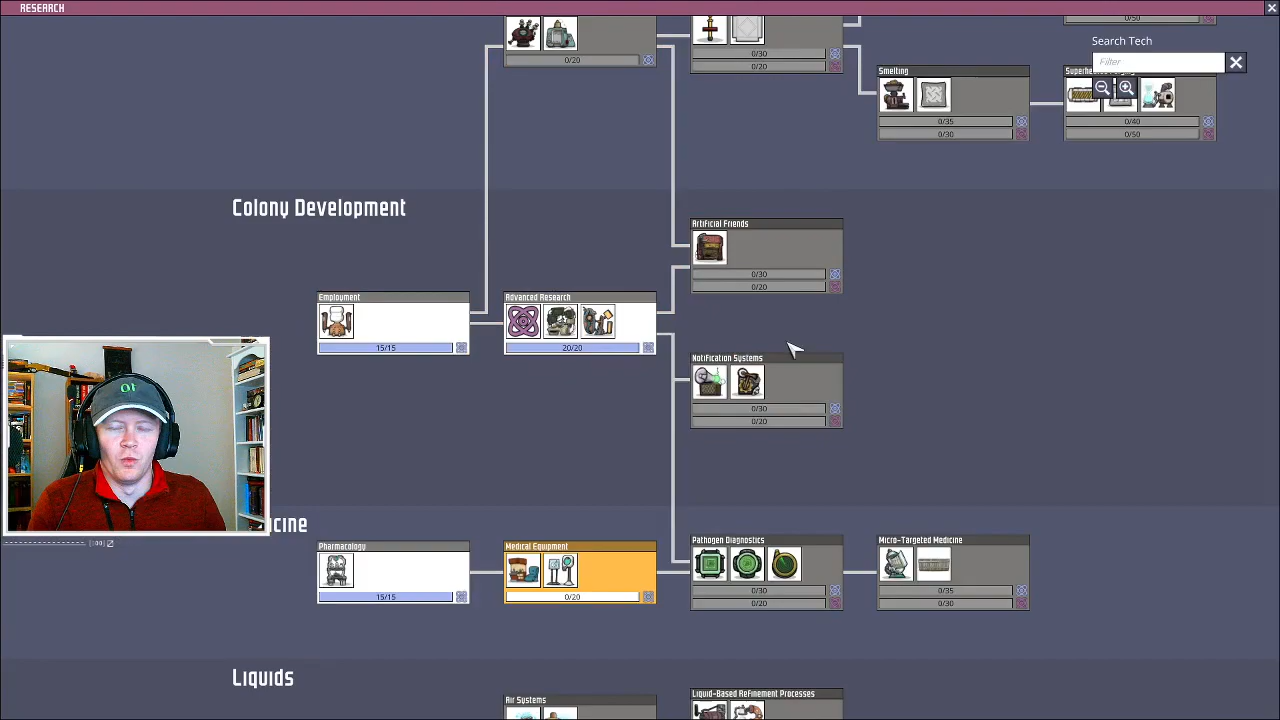 RESEARCH
0/50
Search Tech
Filter
0/20
0/30
0/20
Smelting
0/35
0/30
0/40
0/50
Colony Development
Artificial Friends
0/30
0/20
Employment
15/15
Advanced Research
20/20
Notification Systems
0/30
0/20
Pharmacology
15/15
Medical Equipment
0/20
Pathogen Diagnostics
0/30
0/20
Micro-Targeted Medicine
0/35
0/30
Liquids
Air Systems
Liquid-Based Refinement Processes